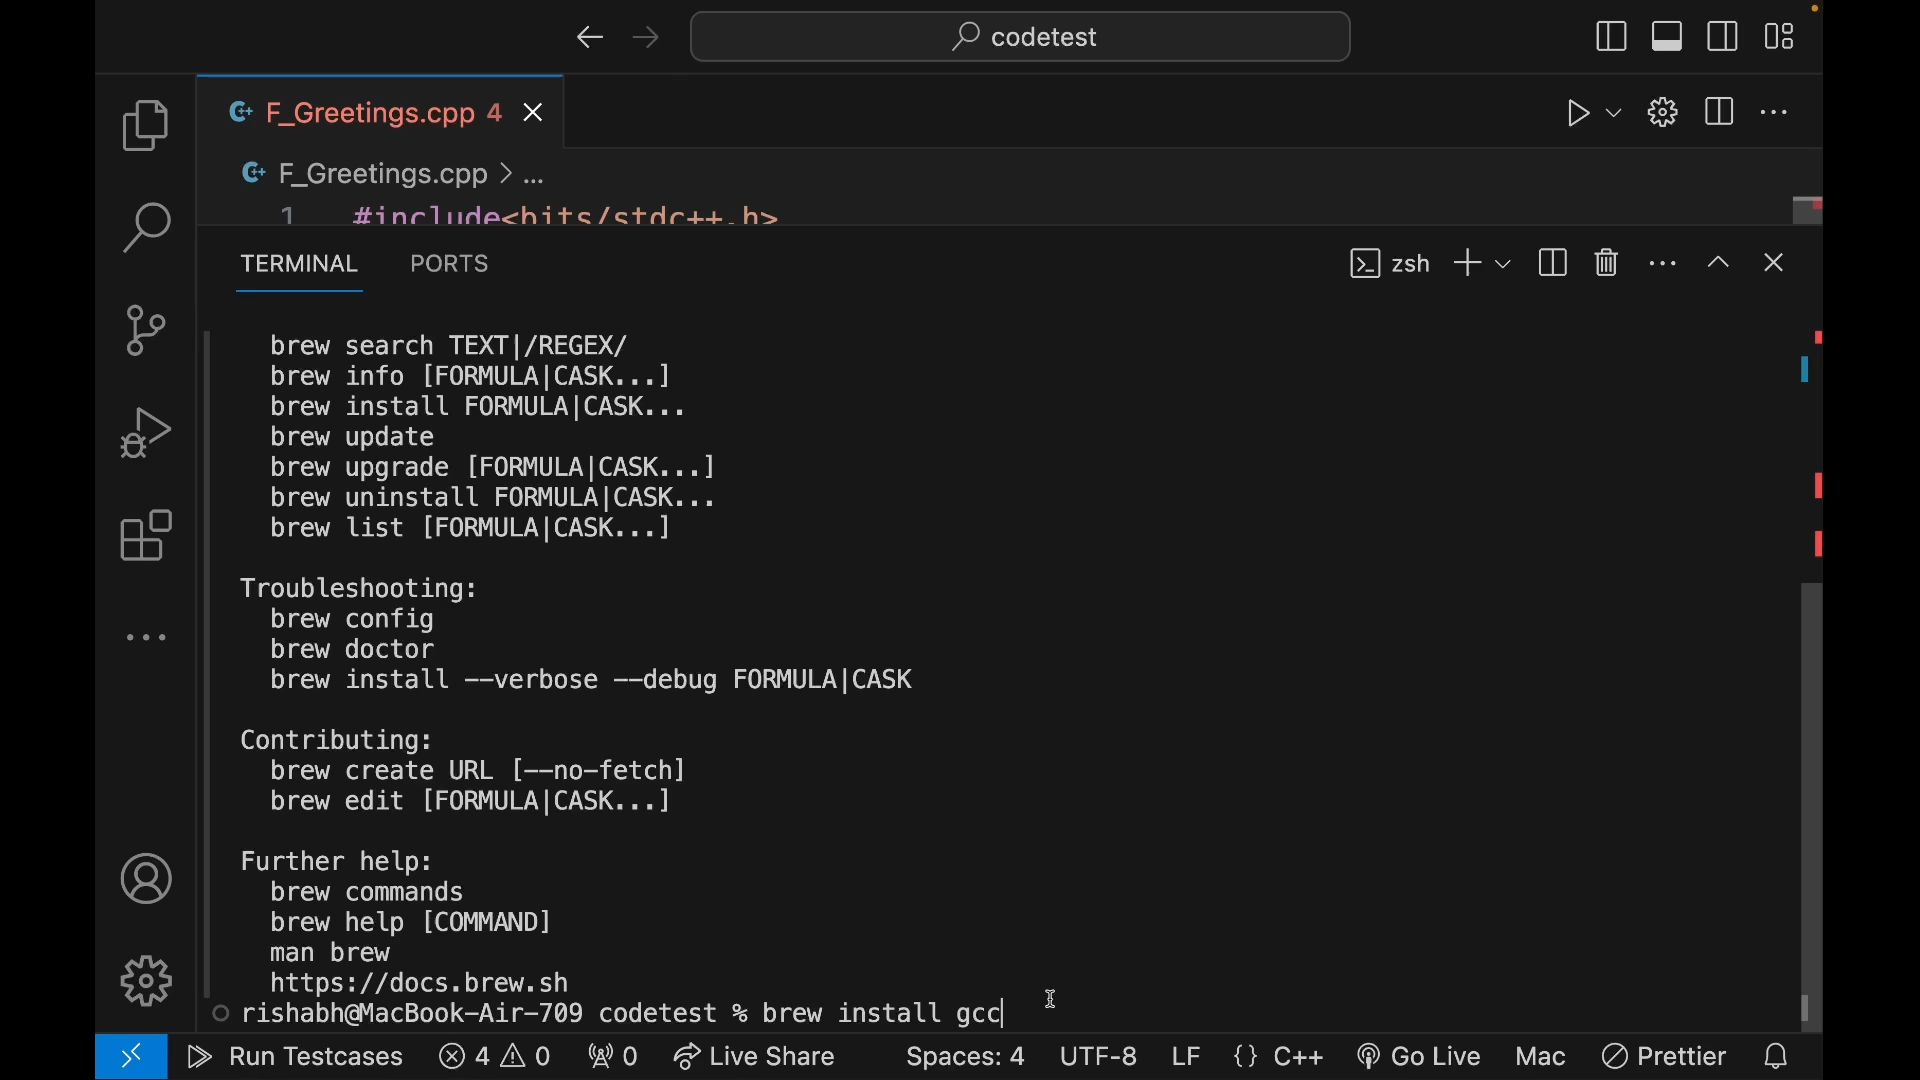 codetest
F_Greetings.cpp 4
F_Greetings.cpp > ...
1 #include<bits/stdc++.h>
TERMINAL PORTS
zsh
brew search TEXT|/REGEX/
brew info [FORMULA|CASK...]
brew install FORMULA|CASK...
brew update
brew upgrade [FORMULA|CASK...]
brew uninstall FORMULA|CASK...
brew list [FORMULA|CASK...]
Troubleshooting:
brew config
brew doctor
brew install --verbose --debug FORMULA|CASK
Contributing:
brew create URL [--no-fetch]
brew edit [FORMULA|CASK...]
Further help:
brew commands
brew help [COMMAND]
man brew
https://docs.brew.sh
rishabh@MacBook-Air-709 codetest % brew install gcc
Run Testcases 4 0 0 Live Share Spaces: 4 UTF-8 LF {} C++ Go Live Mac Prettier